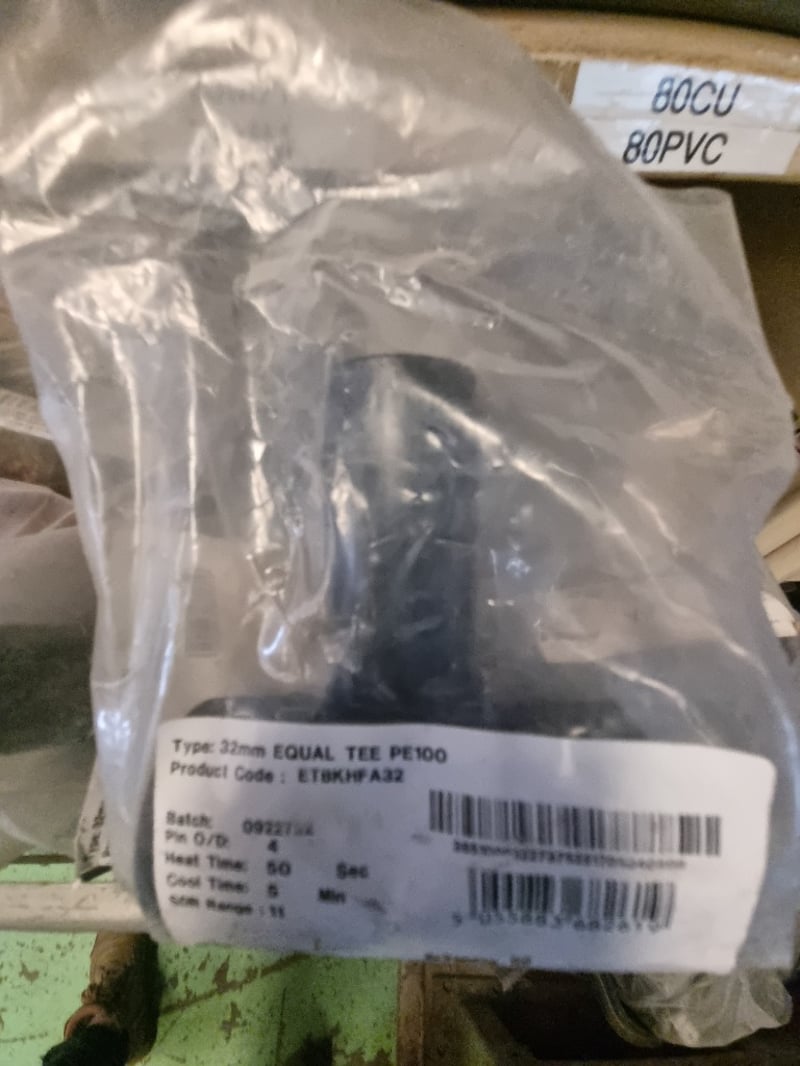 80CU
80PVC
Type: 32mm EQUAL TEE PE100
Product Code : ETBKHFA32
Batch:
Pin O/D: 4
Heat Time: 50 Sec
Cool Time: 5 Min
SDR Range : 11